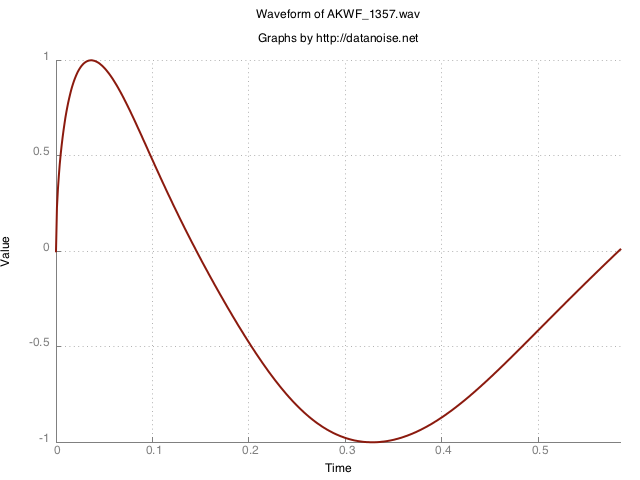 Waveform of AKWF_1357.wav
Graphs by http://datanoise.net
1
0.5
0
-0.5
-1
Value
0 0.1 0.2 0.3 0.4 0.5
Time